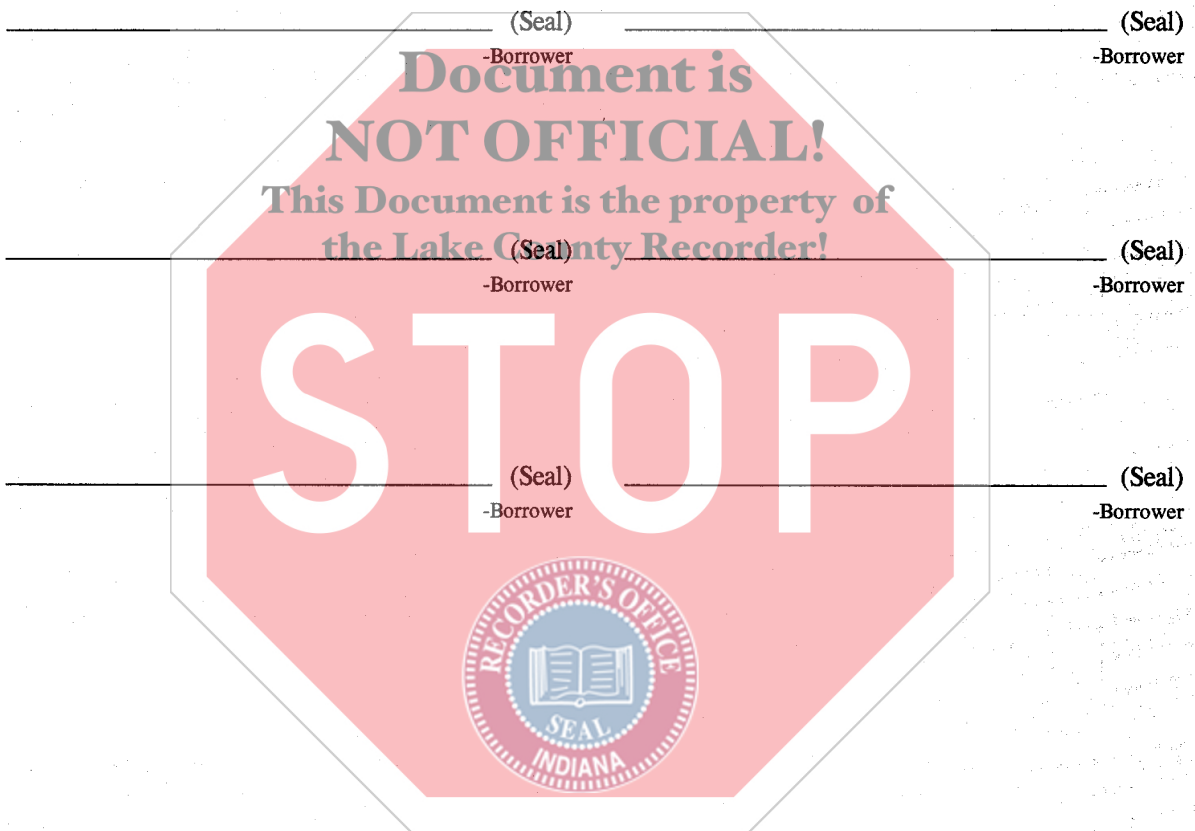 (Seal) (Seal)
-Borrower -Borrower
Document is
NOT OFFICIAL!
This Document is the property of
the Lake County Recorder!
(Seal) (Seal)
-Borrower -Borrower
STOP
(Seal) (Seal)
-Borrower -Borrower
RECORDER'S OFFICE
SEAL
INDIANA